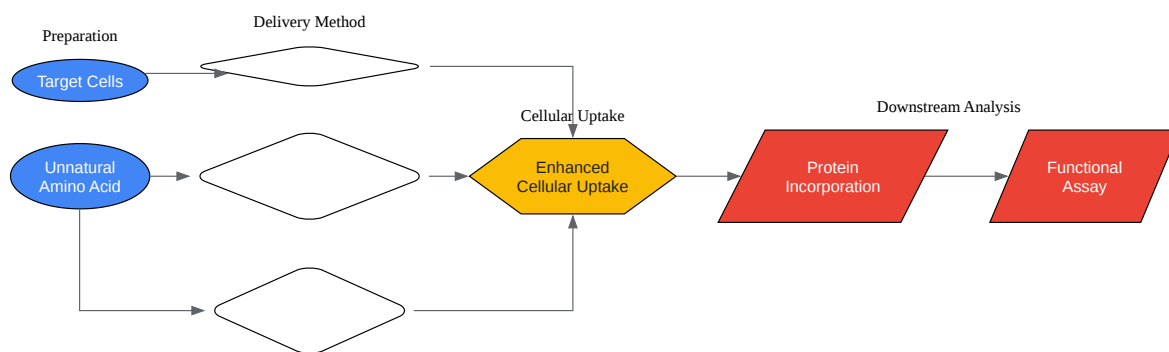 Preparation
Delivery Method
Target Cells
Cellular Uptake
Downstream Analysis
Unnatural
Amino Acid
Enhanced
Cellular Uptake
Protein
Incorporation
Functional
Assay